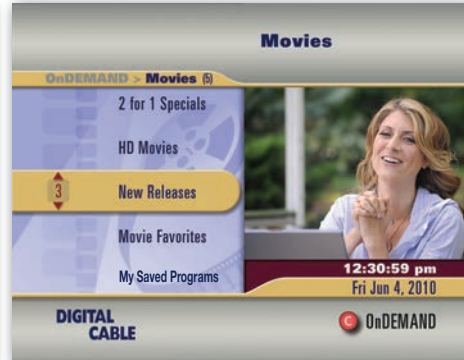 Movies
OnDEMAND > Movies (5)
2 for 1 Specials
HD Movies
3 New Releases
Movie Favorites
My Saved Programs
12:30:59 pm
Fri Jun 4, 2010
DIGITAL
CABLE
C OnDEMAND